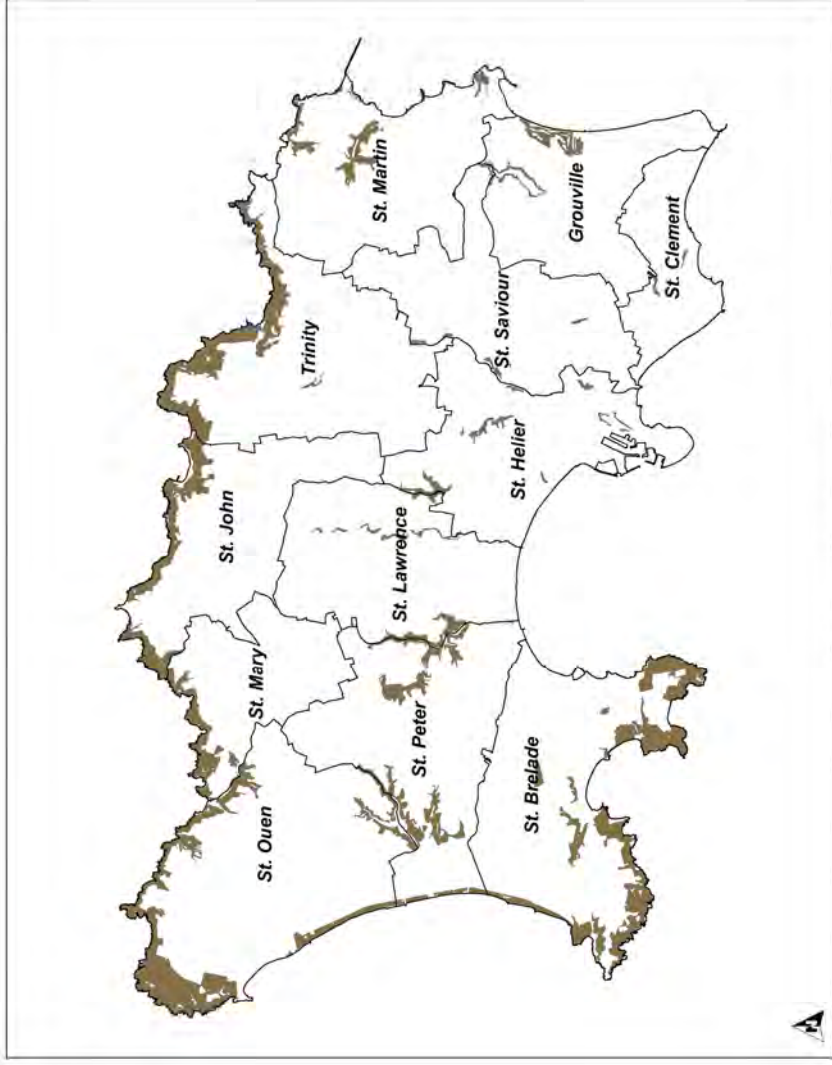 St. Ouen
St. Mary
St. John
Trinity
St. Martin
St. Peter
St. Lawrence
St. Helier
St. Saviour
Grouville
St. Clement
St. Brelade
N